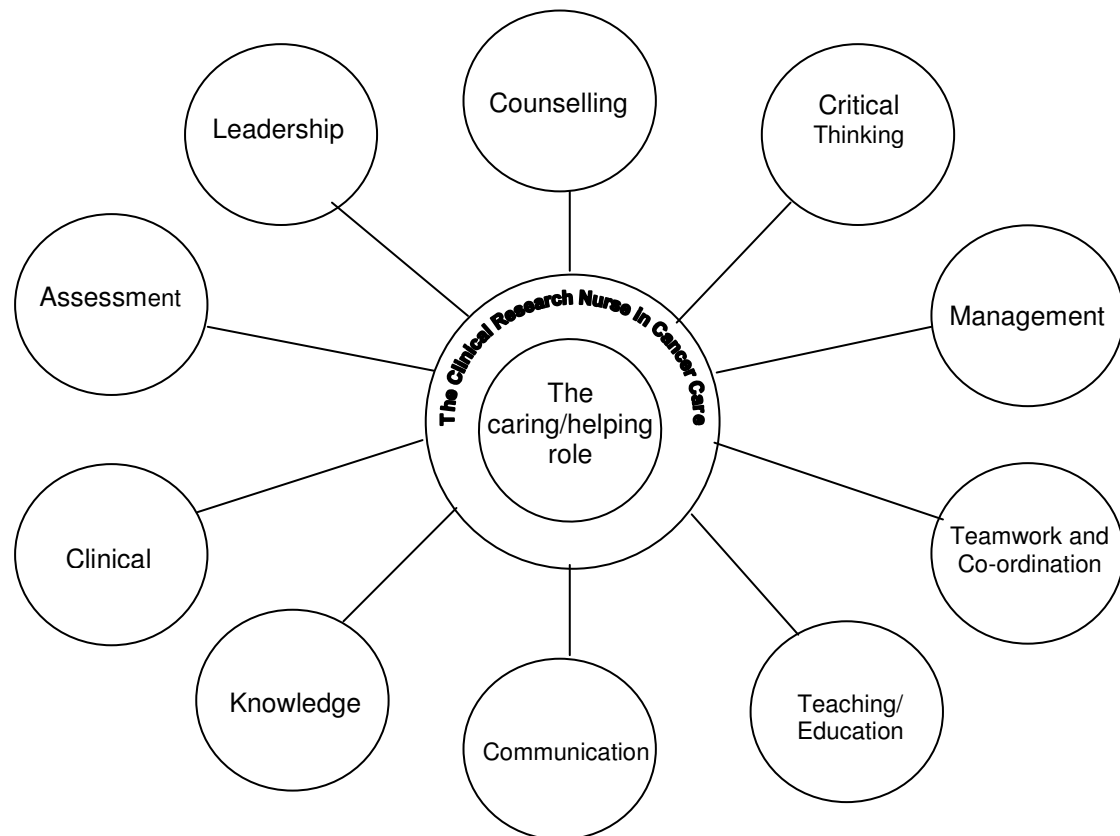 Counselling
Critical
Thinking
Leadership
Assessment
Management
The Clinical Research Nurse in Cancer Care
The
caring/helping
role
Teamwork and
Co-ordination
Clinical
Knowledge
Teaching/
Education
Communication